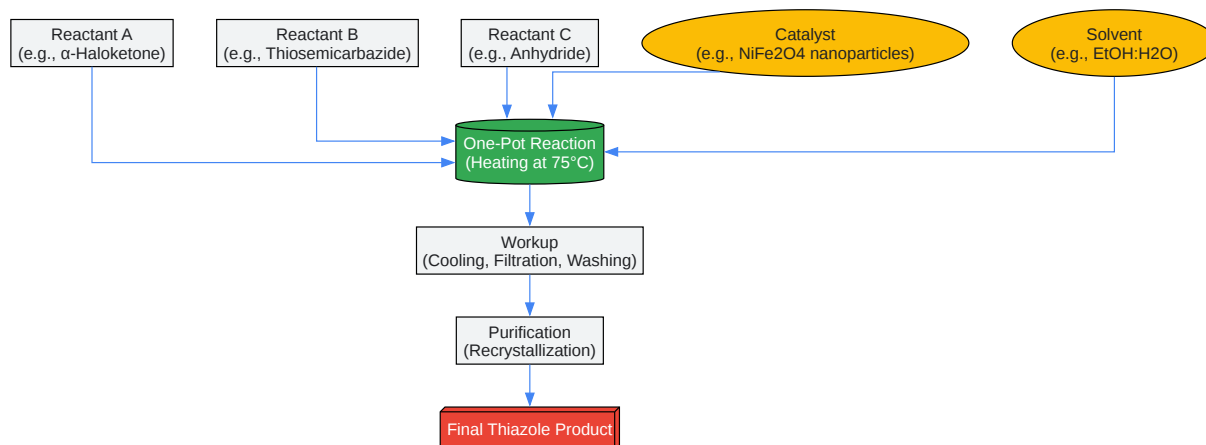 Reactant A
(e.g., α-Haloketone)
Reactant B
(e.g., Thiosemicarbazide)
Reactant C
(e.g., Anhydride)
Catalyst
(e.g., NiFe2O4 nanoparticles)
Solvent
(e.g., EtOH:H2O)
One-Pot Reaction
(Heating at 75°C)
Workup
(Cooling, Filtration, Washing)
Purification
(Recrystallization)
Final Thiazole Product